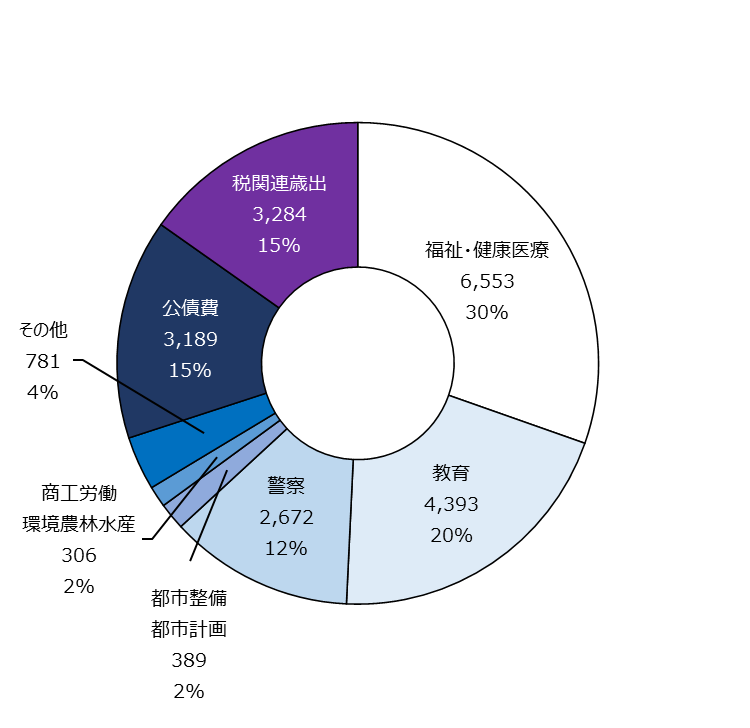 税関連歳出
3,284
15%
福祉・健康医療
6,553
30%
公債費
3,189
15%
その他
781
4%
教育
4,393
20%
警察
2,672
12%
商工労働
環境農林水産
306
2%
都市整備
都市計画
389
2%